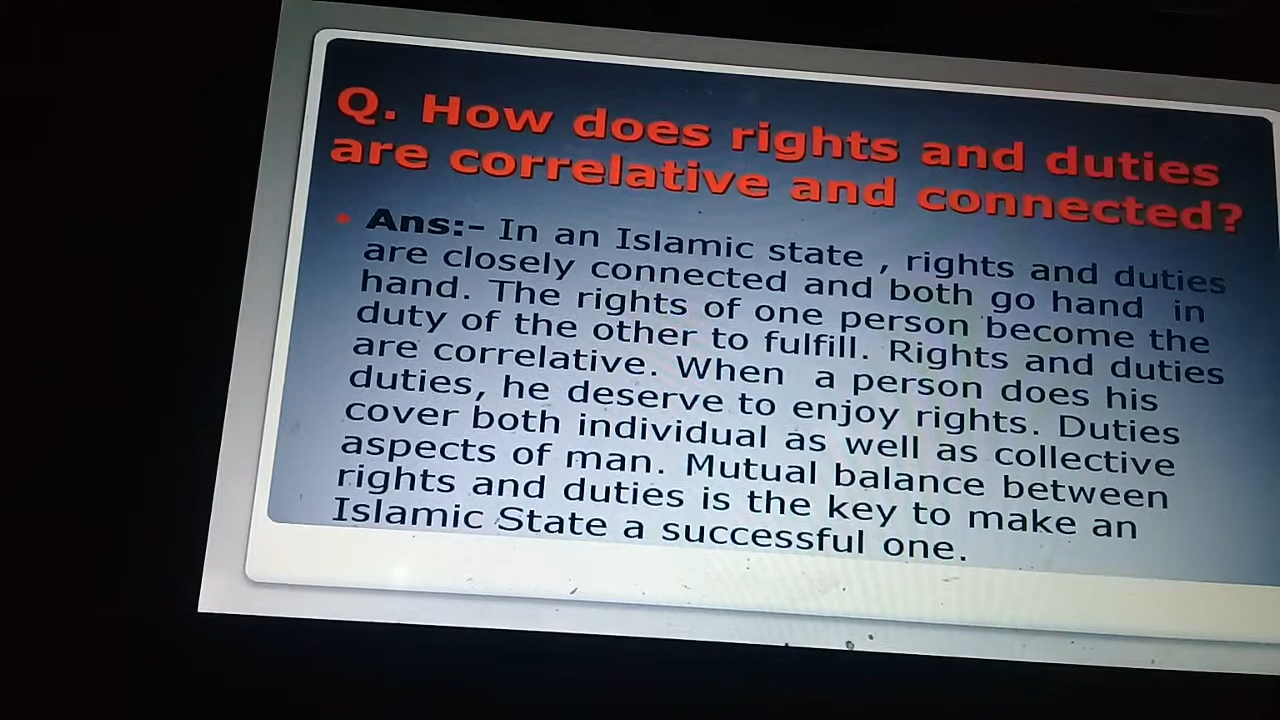 Q. How does rights and duties
are correlative and connected?
• Ans:- In an Islamic state , rights and duties
are closely connected and both go hand in
hand. The rights of one person become the
duty of the other to fulfill. Rights and duties
are correlative. When a person does his
duties, he deserve to enjoy rights. Duties
cover both individual as well as collective
aspects of man. Mutual balance between
rights and duties is the key to make an
Islamic State a successful one.